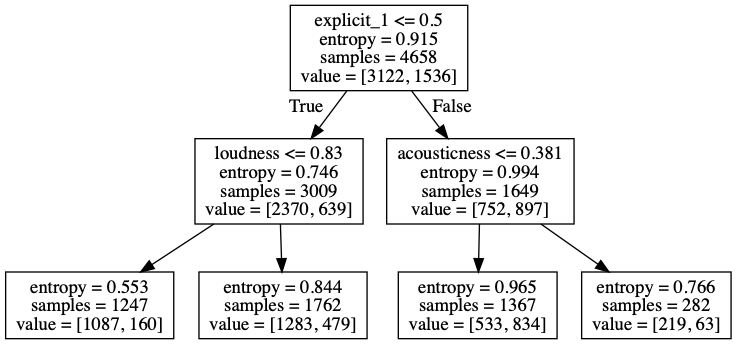 explicit_1 <= 0.5
entropy = 0.915
samples = 4658
value = [3122, 1536]
True
False
loudness <= 0.83
entropy = 0.746
samples = 3009
value = [2370, 639]
acousticness <= 0.381
entropy = 0.994
samples = 1649
value = [752, 897]
entropy = 0.553
samples = 1247
value = [1087, 160]
entropy = 0.844
samples = 1762
value = [1283, 479]
entropy = 0.965
samples = 1367
value = [533, 834]
entropy = 0.766
samples = 282
value = [219, 63]